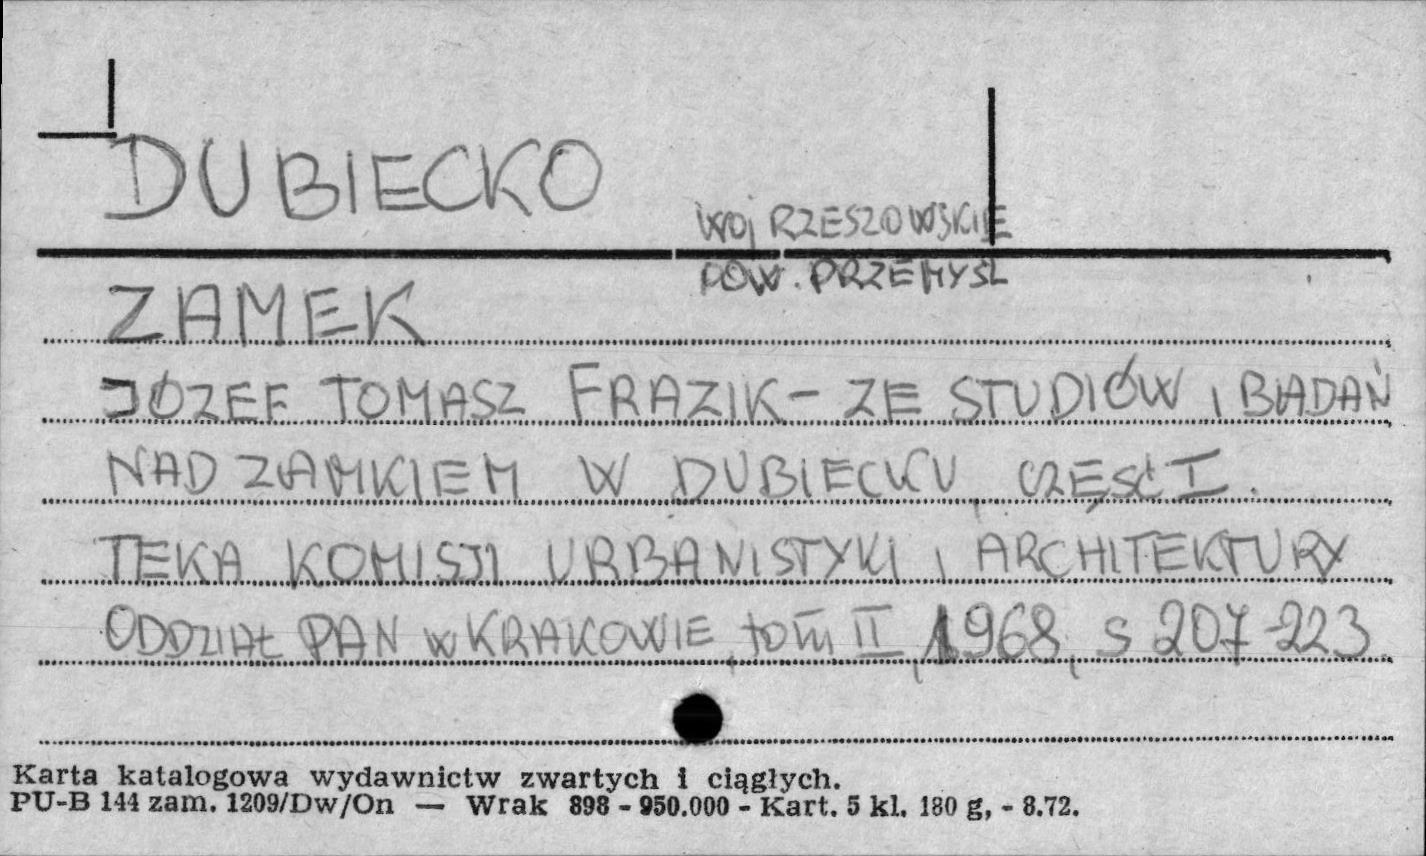 DUBIECKO
WOJ RZESZOWSKIE
POW. PRZEMYSL
ZAMEK
JÓZEF TOMASZ FRAZIK - ZE STUDIÓW I BADAŃ
NAD ZAMKIEM W DUBIECKU, CZĘŚĆ I.
TEKA KOMISJI URBANISTYKI I ARCHITEKTURY
ODDZIAŁ PAN W KRAKOWIE, tom II, 1968, S 207-223.
Karta katalogowa wydawnictw zwartych i ciągłych.
PU-B 144 zam. 1209/Dw/On — Wrak 898 - 950.000 - Kart. 5 kl. 180 g, - 8.72.